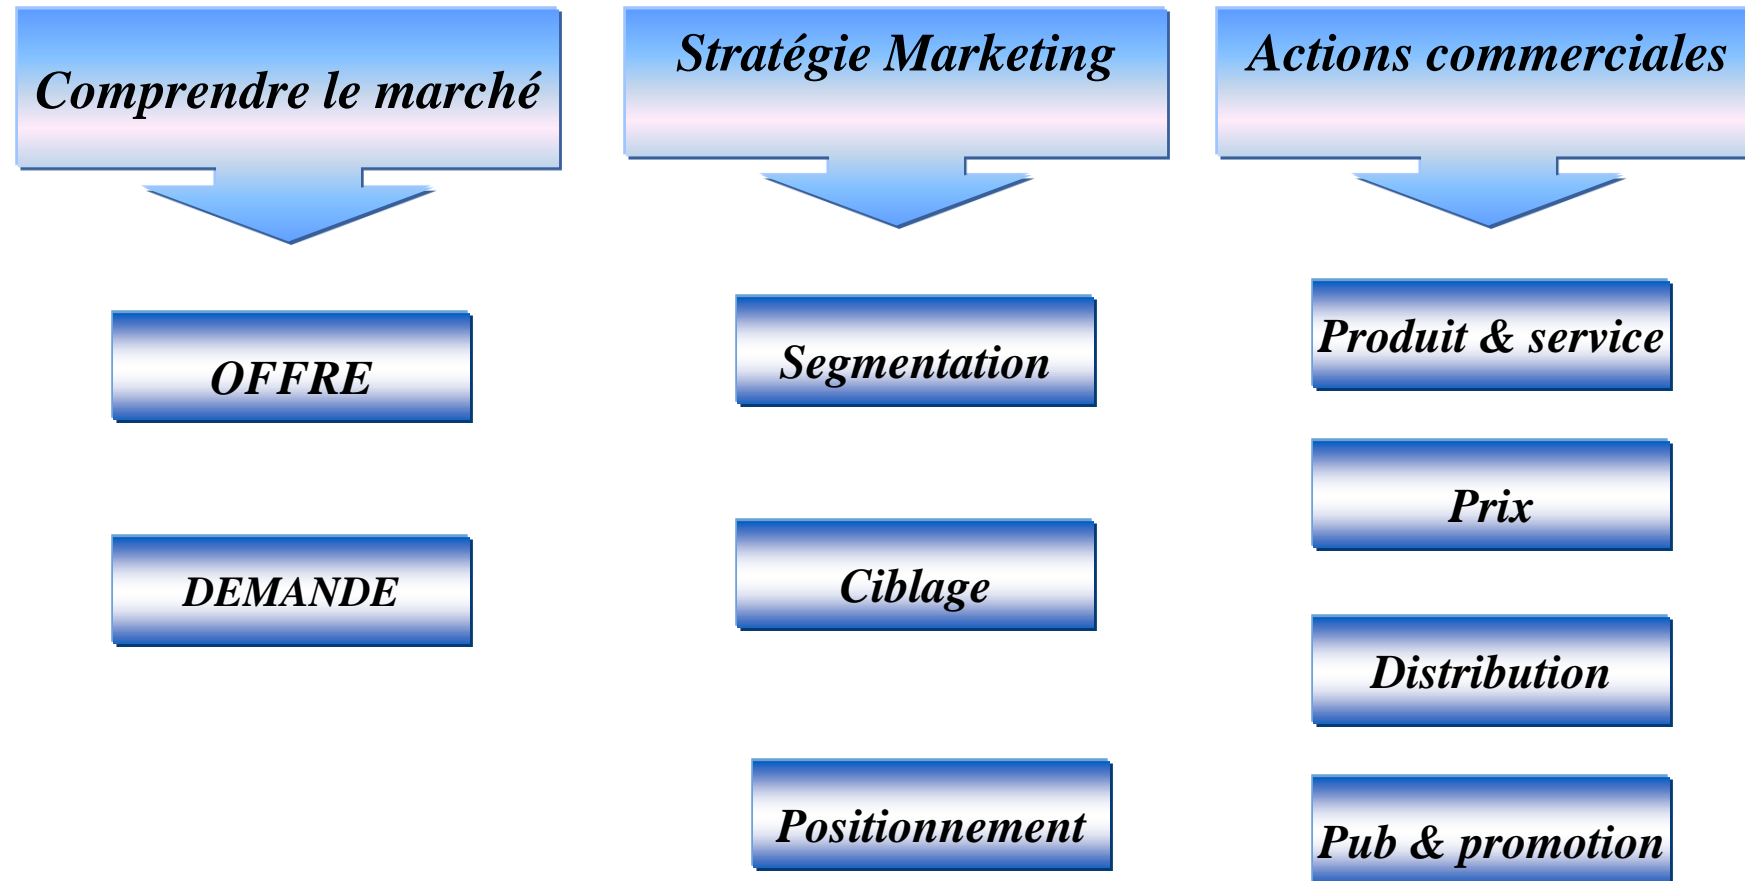 Comprendre le marché
OFFRE
DEMANDE
Stratégie Marketing
Segmentation
Ciblage
Positionnement
Actions commerciales
Produit & service
Prix
Distribution
Pub & promotion